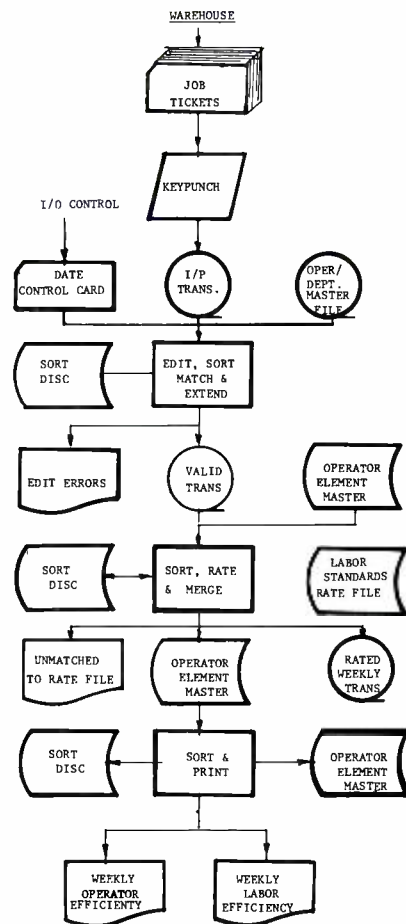 WAREHOUSE
JOB
TICKETS
KEYPUNCH
I/O CONTROL
DATE
CONTROL CARD
I/P
TRANS.
OPER/
DEPT.
MASTER
FILE
SORT
DISC
EDIT, SORT
MATCH &
EXTEND
EDIT ERRORS
VALID
TRANS
OPERATOR
ELEMENT
MASTER
SORT
DISC
SORT, RATE
& MERGE
LABOR
STANDARDS
RATE FILE
UNMATCHED
TO RATE FILE
OPERATOR
ELEMENT
MASTER
RATED
WEEKLY
TRANS
SORT
DISC
SORT &
PRINT
OPERATOR
ELEMENT
MASTER
WEEKLY
OPERATOR
EFFICIENTY
WEEKLY
LABOR
EFFICIENCY